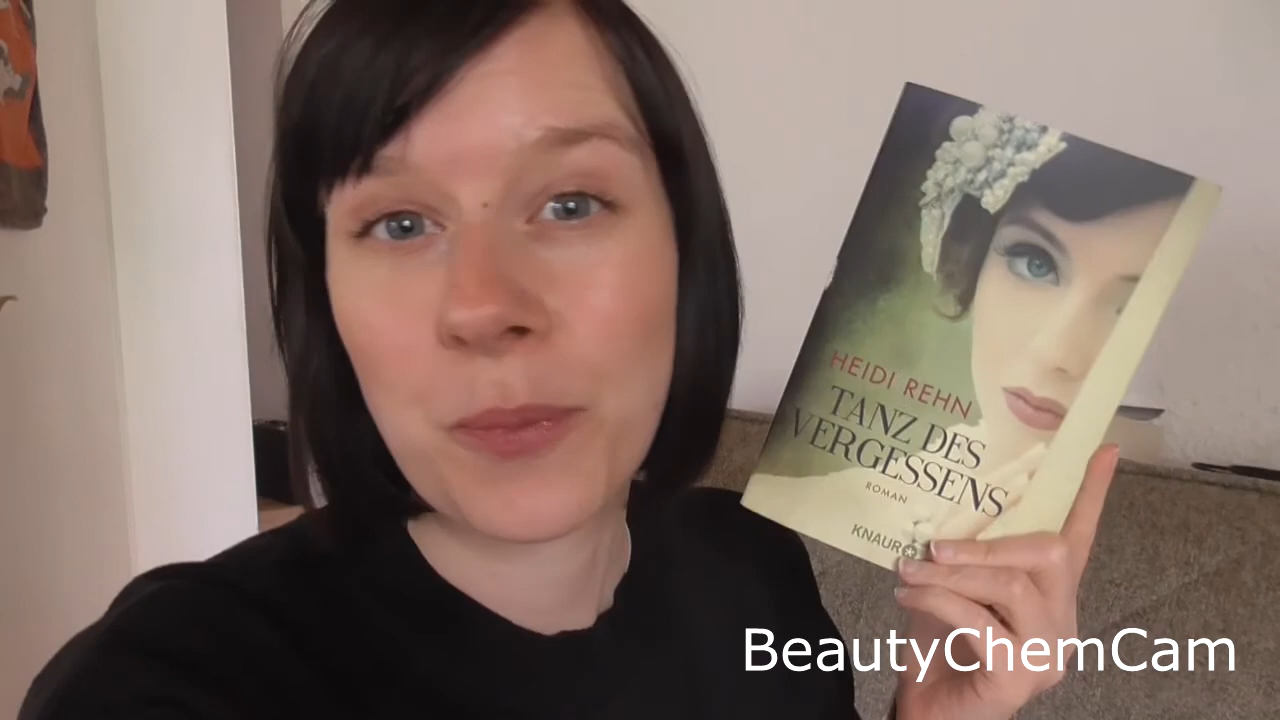 HEIDI REHN
TANZ DES
VERGESSENS
ROMAN
KNAUR
BeautyChemCam